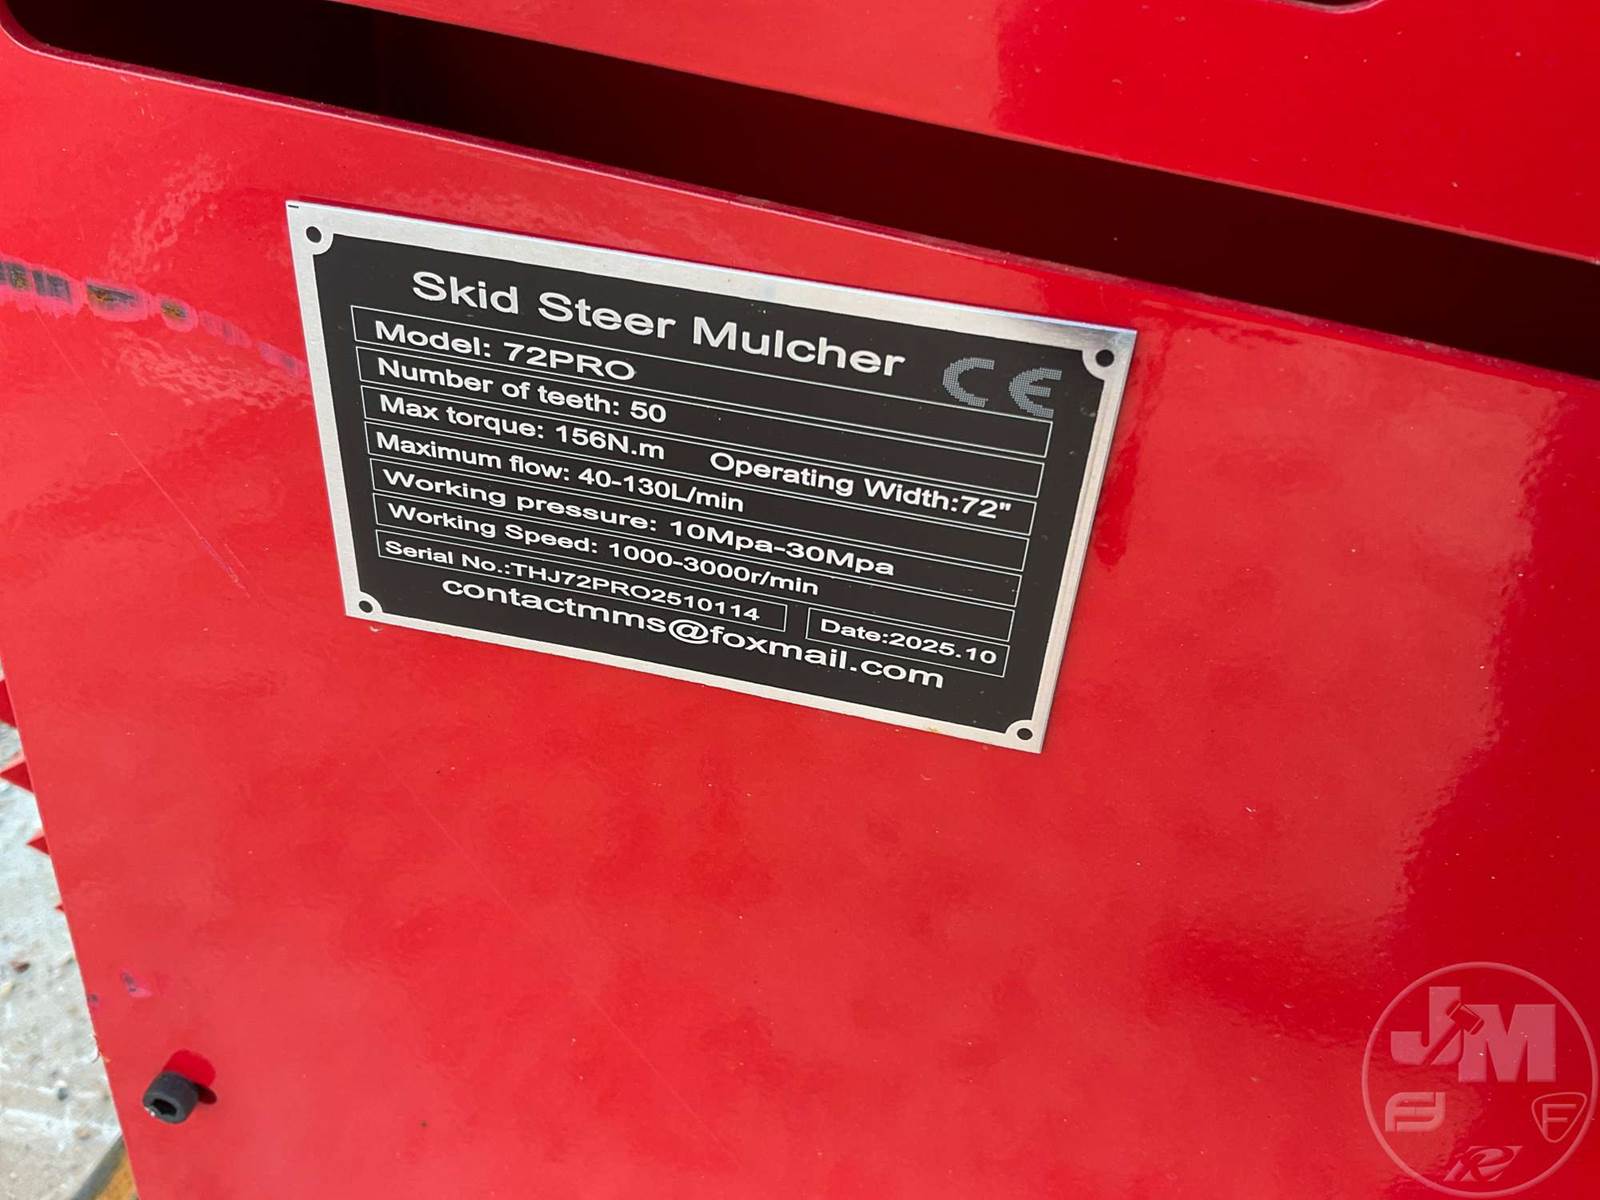 Skid Steer Mulcher
CE
Model: 72PRO
Number of teeth: 50
Max torque: 156N.m Operating Width:72"
Maximum flow: 40-130L/min
Working pressure: 10Mpa-30Mpa
Working Speed: 1000-3000r/min
Serial No.:THJ72PRO2510114 Date:2025.10
contactmms@foxmail.com
JM